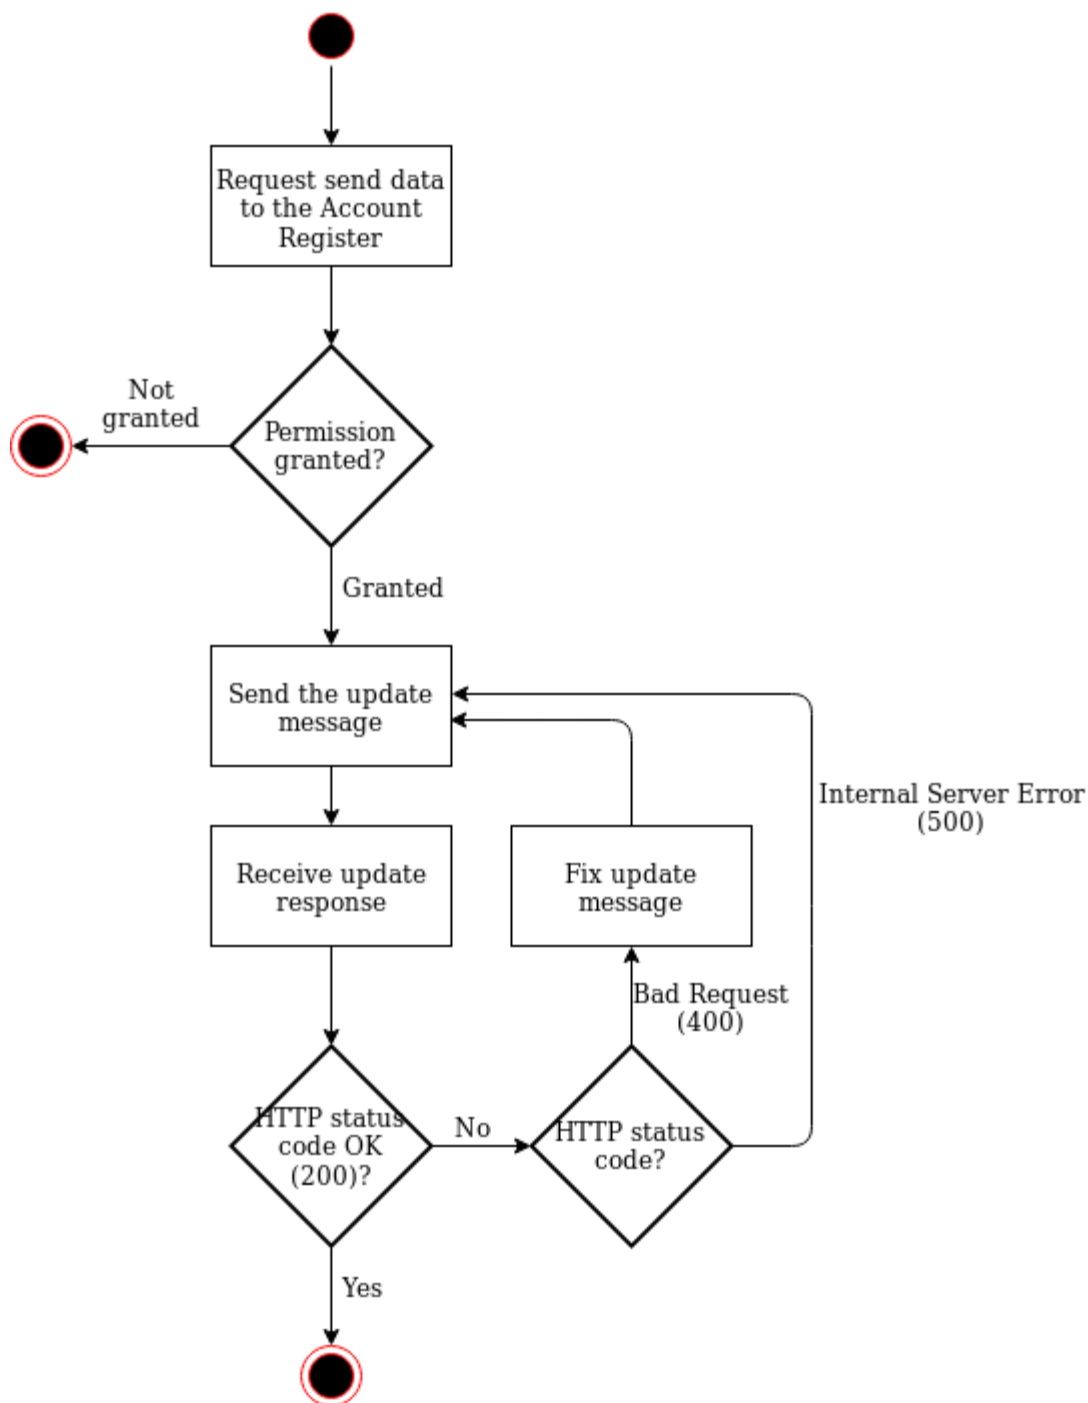 Request send data
to the Account
Register
Not
granted
Permission
granted?
Granted
Send the update
message
Internal Server Error
(500)
Receive update
response
Fix update
message
Bad Request
(400)
HTTP status
code OK
(200)?
No
HTTP status
code?
Yes